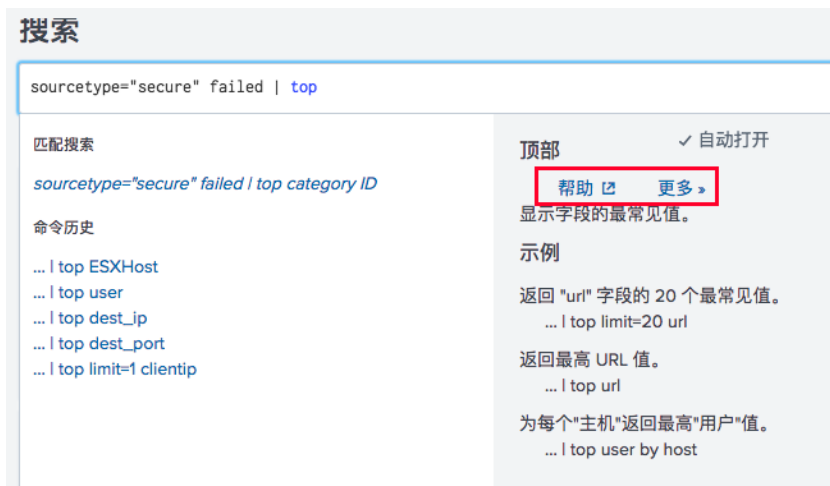 搜索
sourcetype="secure" failed | top
匹配搜索
sourcetype="secure" failed | top category ID
命令历史
... | top ESXHost
... | top user
... | top dest_ip
... | top dest_port
... | top limit=1 clientip
顶部
✓ 自动打开
帮助 更多 »
显示字段的最常见值。
示例
返回 "url" 字段的 20 个最常见值。
... | top limit=20 url
返回最高 URL 值。
... | top url
为每个"主机"返回最高"用户"值。
... | top user by host